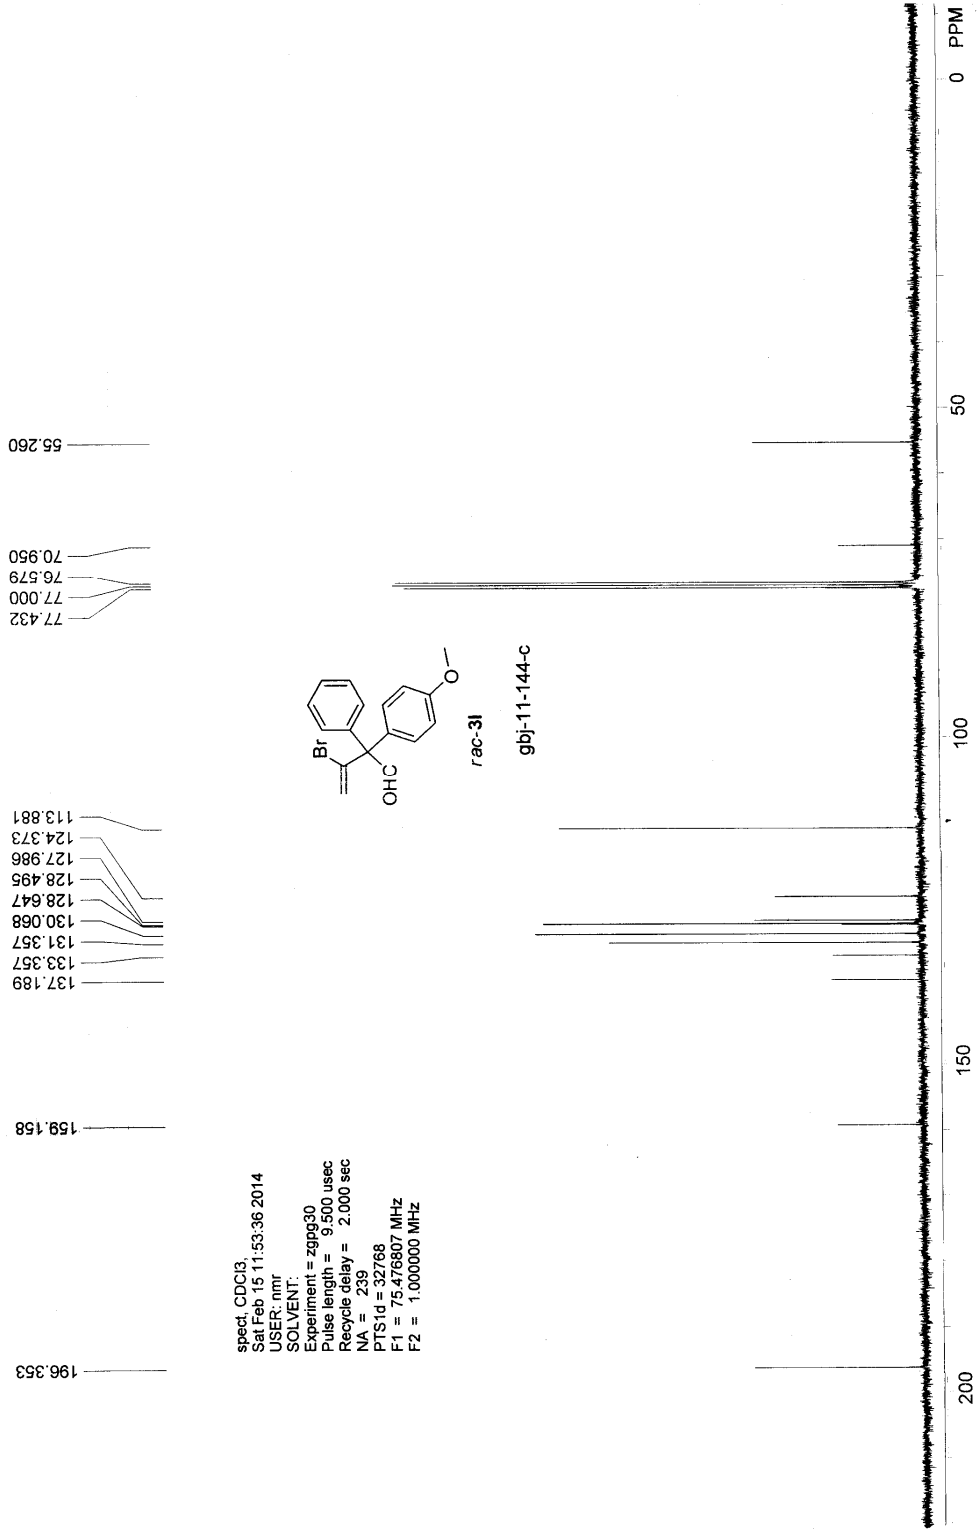 196.353
159.158
137.189
133.357
131.357
130.068
128.647
128.495
127.986
124.373
113.881
77.432
77.000
76.579
70.950
55.260
spect, CDCl3,
Sat Feb 15 11:53:36 2014
USER: nmr
SOLVENT:
Experiment = zgpg30
Pulse length = 9.500 usec
Recycle delay = 2.000 sec
NA = 239
PTS1d = 32768
F1 = 75.476807 MHz
F2 = 1.000000 MHz
Br
OHC
O
rac-3l
gbj-11-144-c
200 150 100 50 0 PPM